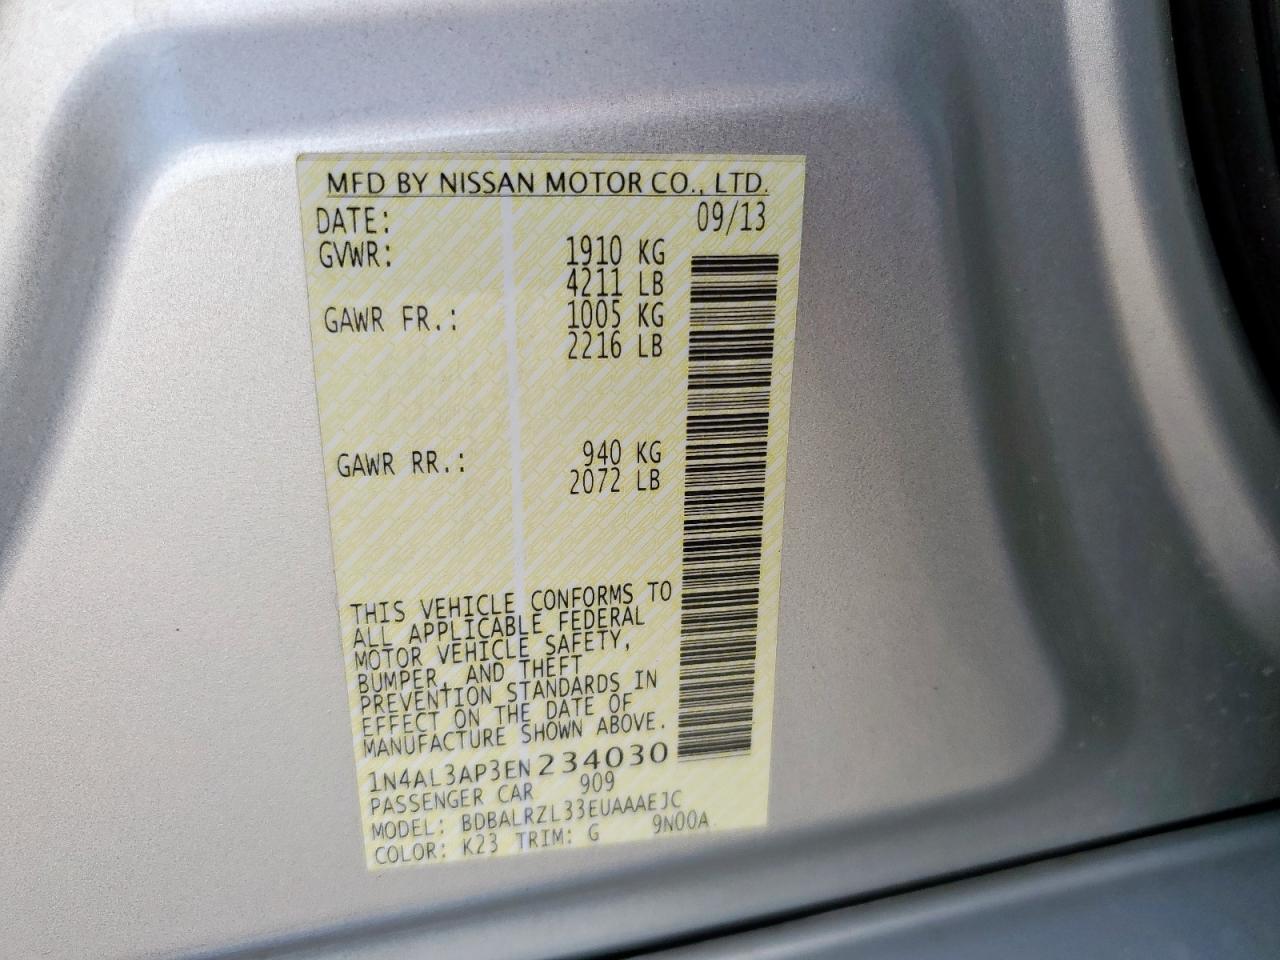 MFD BY NISSAN MOTOR CO., LTD.
DATE: 09/13
GVWR: 1910 KG
4211 LB
GAWR FR.: 1005 KG
2216 LB
GAWR RR.: 940 KG
2072 LB
THIS VEHICLE CONFORMS TO
ALL APPLICABLE FEDERAL
MOTOR VEHICLE SAFETY,
BUMPER, AND THEFT
PREVENTION STANDARDS IN
EFFECT ON THE DATE OF
MANUFACTURE SHOWN ABOVE.
1N4AL3AP3EN234030
PASSENGER CAR 909
MODEL: BDBALRZL33EUAAAEJC
COLOR: K23 TRIM: G 9N00A